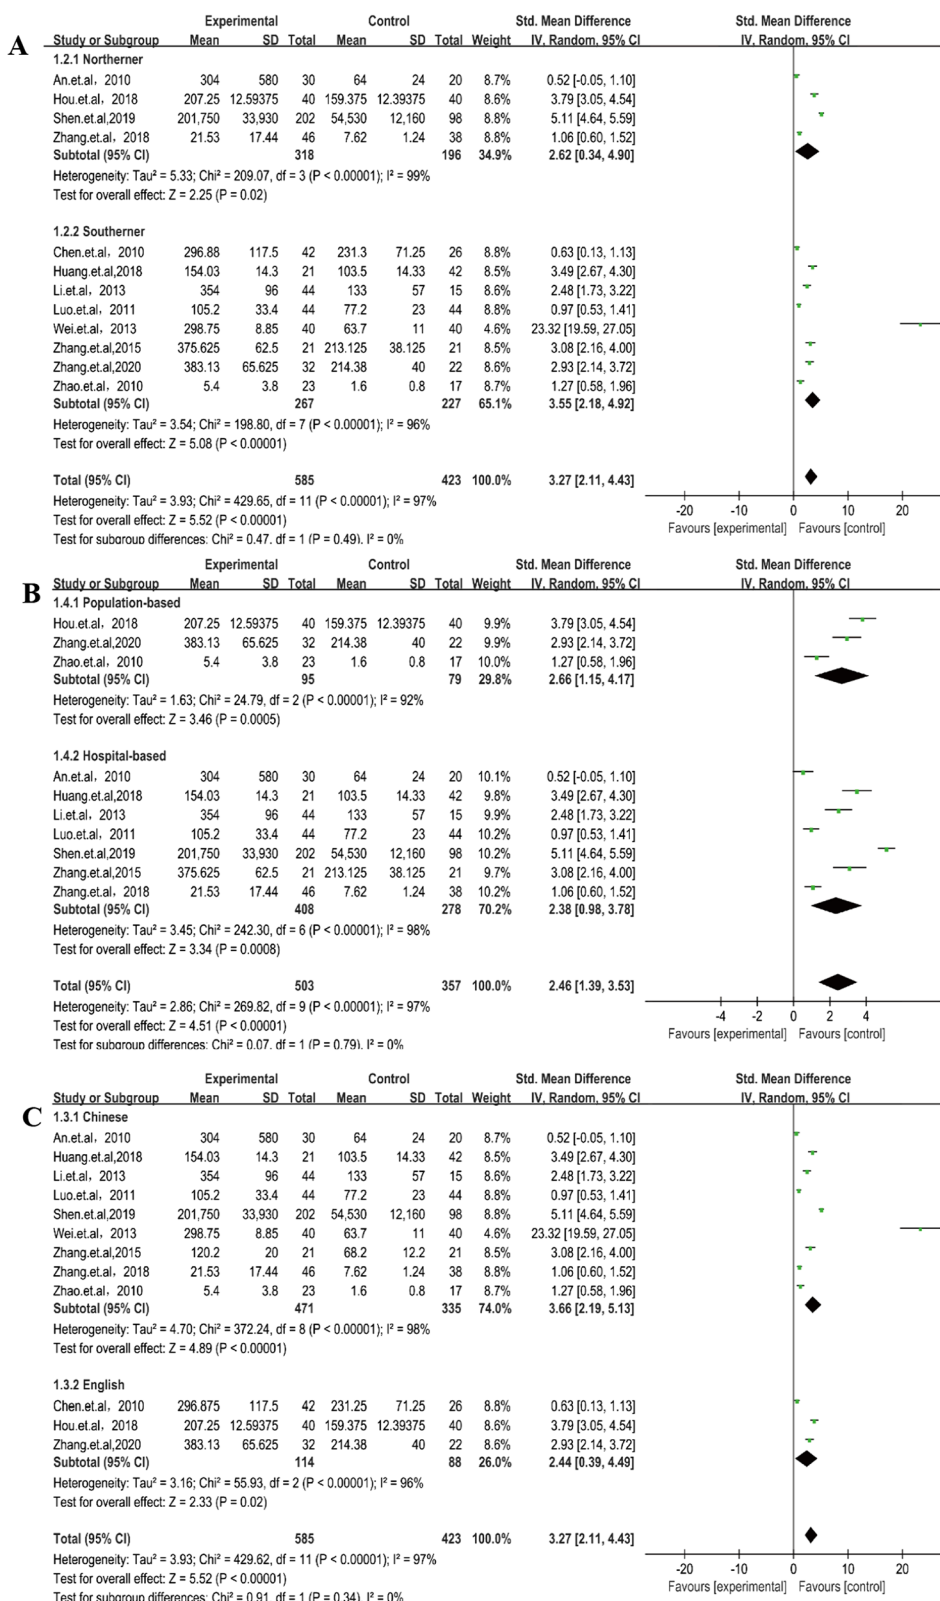 A
Experimental Control Std. Mean Difference Std. Mean Difference
Study or Subgroup Mean SD Total Mean SD Total Weight IV, Random, 95% CI IV, Random, 95% CI
1.2.1 Northerner
An.et.al, 2010 304 580 30 64 24 20 8.7% 0.52 [-0.05, 1.10]
Hou.et.al, 2018 207.25 12.59375 40 159.375 12.39375 40 8.6% 3.79 [3.05, 4.54]
Shen.et.al,2019 201,750 33,930 202 54,530 12,160 98 8.8% 5.11 [4.64, 5.59]
Zhang.et.al, 2018 21.53 17.44 46 7.62 1.24 38 8.8% 1.06 [0.60, 1.52]
Subtotal (95% CI) 318 196 34.9% 2.62 [0.34, 4.90]
Heterogeneity: Tau² = 5.33; Chi² = 209.07, df = 3 (P < 0.00001); I² = 99%
Test for overall effect: Z = 2.25 (P = 0.02)
1.2.2 Southerner
Chen.et.al, 2010 296.88 117.5 42 231.3 71.25 26 8.8% 0.63 [0.13, 1.13]
Huang.et.al,2018 154.03 14.3 21 103.5 14.33 42 8.5% 3.49 [2.67, 4.30]
Li.et.al, 2013 354 96 44 133 57 15 8.6% 2.48 [1.73, 3.22]
Luo.et.al, 2011 105.2 33.4 44 77.2 23 44 8.8% 0.97 [0.53, 1.41]
Wei.et.al, 2013 298.75 8.85 40 63.7 11 40 4.6% 23.32 [19.59, 27.05]
Zhang.et.al,2015 375.625 62.5 21 213.125 38.125 21 8.5% 3.08 [2.16, 4.00]
Zhang.et.al,2020 383.13 65.625 32 214.38 40 22 8.6% 2.93 [2.14, 3.72]
Zhao.et.al, 2010 5.4 3.8 23 1.6 0.8 17 8.7% 1.27 [0.58, 1.96]
Subtotal (95% CI) 267 227 65.1% 3.55 [2.18, 4.92]
Heterogeneity: Tau² = 3.54; Chi² = 198.80, df = 7 (P < 0.00001); I² = 96%
Test for overall effect: Z = 5.08 (P < 0.00001)
Total (95% CI) 585 423 100.0% 3.27 [2.11, 4.43]
Heterogeneity: Tau² = 3.93; Chi² = 429.65, df = 11 (P < 0.00001); I² = 97%
Test for overall effect: Z = 5.52 (P < 0.00001)
Test for subgroup differences: Chi² = 0.47, df = 1 (P = 0.49), I² = 0%
-20 -10 0 10 20
Favours [experimental] Favours [control]
B
Experimental Control Std. Mean Difference Std. Mean Difference
Study or Subgroup Mean SD Total Mean SD Total Weight IV, Random, 95% CI IV, Random, 95% CI
1.4.1 Population-based
Hou.et.al, 2018 207.25 12.59375 40 159.375 12.39375 40 9.9% 3.79 [3.05, 4.54]
Zhang.et.al,2020 383.13 65.625 32 214.38 40 22 9.9% 2.93 [2.14, 3.72]
Zhao.et.al, 2010 5.4 3.8 23 1.6 0.8 17 10.0% 1.27 [0.58, 1.96]
Subtotal (95% CI) 95 79 29.8% 2.66 [1.15, 4.17]
Heterogeneity: Tau² = 1.63; Chi² = 24.79, df = 2 (P < 0.00001); I² = 92%
Test for overall effect: Z = 3.46 (P = 0.0005)
1.4.2 Hospital-based
An.et.al, 2010 304 580 30 64 24 20 10.1% 0.52 [-0.05, 1.10]
Huang.et.al,2018 154.03 14.3 21 103.5 14.33 42 9.8% 3.49 [2.67, 4.30]
Li.et.al, 2013 354 96 44 133 57 15 9.9% 2.48 [1.73, 3.22]
Luo.et.al, 2011 105.2 33.4 44 77.2 23 44 10.2% 0.97 [0.53, 1.41]
Shen.et.al,2019 201,750 33,930 202 54,530 12,160 98 10.2% 5.11 [4.64, 5.59]
Zhang.et.al,2015 375.625 62.5 21 213.125 38.125 21 9.7% 3.08 [2.16, 4.00]
Zhang.et.al, 2018 21.53 17.44 46 7.62 1.24 38 10.2% 1.06 [0.60, 1.52]
Subtotal (95% CI) 408 278 70.2% 2.38 [0.98, 3.78]
Heterogeneity: Tau² = 3.45; Chi² = 242.30, df = 6 (P < 0.00001); I² = 98%
Test for overall effect: Z = 3.34 (P = 0.0008)
Total (95% CI) 503 357 100.0% 2.46 [1.39, 3.53]
Heterogeneity: Tau² = 2.86; Chi² = 269.82, df = 9 (P < 0.00001); I² = 97%
Test for overall effect: Z = 4.51 (P < 0.00001)
Test for subgroup differences: Chi² = 0.07, df = 1 (P = 0.79), I² = 0%
-4 -2 0 2 4
Favours [experimental] Favours [control]
C
Experimental Control Std. Mean Difference Std. Mean Difference
Study or Subgroup Mean SD Total Mean SD Total Weight IV, Random, 95% CI IV, Random, 95% CI
1.3.1 Chinese
An.et.al, 2010 304 580 30 64 24 20 8.7% 0.52 [-0.05, 1.10]
Huang.et.al,2018 154.03 14.3 21 103.5 14.33 42 8.5% 3.49 [2.67, 4.30]
Li.et.al, 2013 354 96 44 133 57 15 8.6% 2.48 [1.73, 3.22]
Luo.et.al, 2011 105.2 33.4 44 77.2 23 44 8.8% 0.97 [0.53, 1.41]
Shen.et.al,2019 201,750 33,930 202 54,530 12,160 98 8.8% 5.11 [4.64, 5.59]
Wei.et.al, 2013 298.75 8.85 40 63.7 11 40 4.6% 23.32 [19.59, 27.05]
Zhang.et.al,2015 120.2 20 21 68.2 12.2 21 8.5% 3.08 [2.16, 4.00]
Zhang.et.al, 2018 21.53 17.44 46 7.62 1.24 38 8.8% 1.06 [0.60, 1.52]
Zhao.et.al, 2010 5.4 3.8 23 1.6 0.8 17 8.7% 1.27 [0.58, 1.96]
Subtotal (95% CI) 471 335 74.0% 3.66 [2.19, 5.13]
Heterogeneity: Tau² = 4.70; Chi² = 372.24, df = 8 (P < 0.00001); I² = 98%
Test for overall effect: Z = 4.89 (P < 0.00001)
1.3.2 English
Chen.et.al, 2010 296.875 117.5 42 231.25 71.25 26 8.8% 0.63 [0.13, 1.13]
Hou.et.al, 2018 207.25 12.59375 40 159.375 12.39375 40 8.6% 3.79 [3.05, 4.54]
Zhang.et.al,2020 383.13 65.625 32 214.38 40 22 8.6% 2.93 [2.14, 3.72]
Subtotal (95% CI) 114 88 26.0% 2.44 [0.39, 4.49]
Heterogeneity: Tau² = 3.16; Chi² = 55.93, df = 2 (P < 0.00001); I² = 96%
Test for overall effect: Z = 2.33 (P = 0.02)
Total (95% CI) 585 423 100.0% 3.27 [2.11, 4.43]
Heterogeneity: Tau² = 3.93; Chi² = 429.62, df = 11 (P < 0.00001); I² = 97%
Test for overall effect: Z = 5.52 (P < 0.00001)
Test for subgroup differences: Chi² = 0.91, df = 1 (P = 0.34), I² = 0%
-20 -10 0 10 20
Favours [experimental] Favours [control]